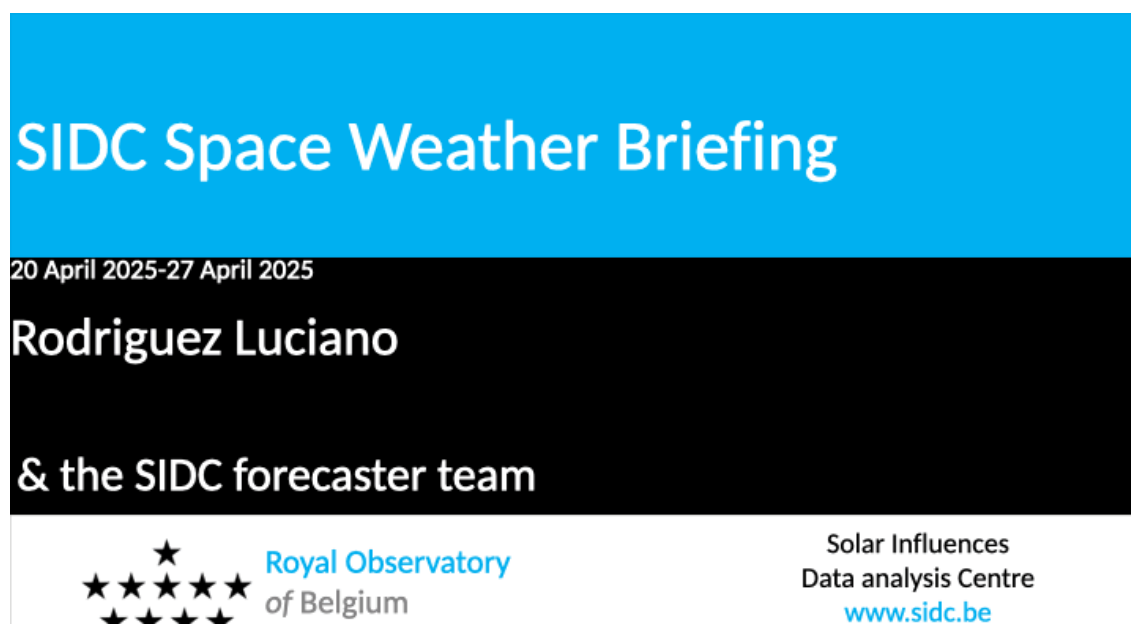 SIDC Space Weather Briefing
20 April 2025-27 April 2025
Rodriguez Luciano
& the SIDC forecaster team
Royal Observatory
of Belgium
Solar Influences
Data analysis Centre
www.sidc.be